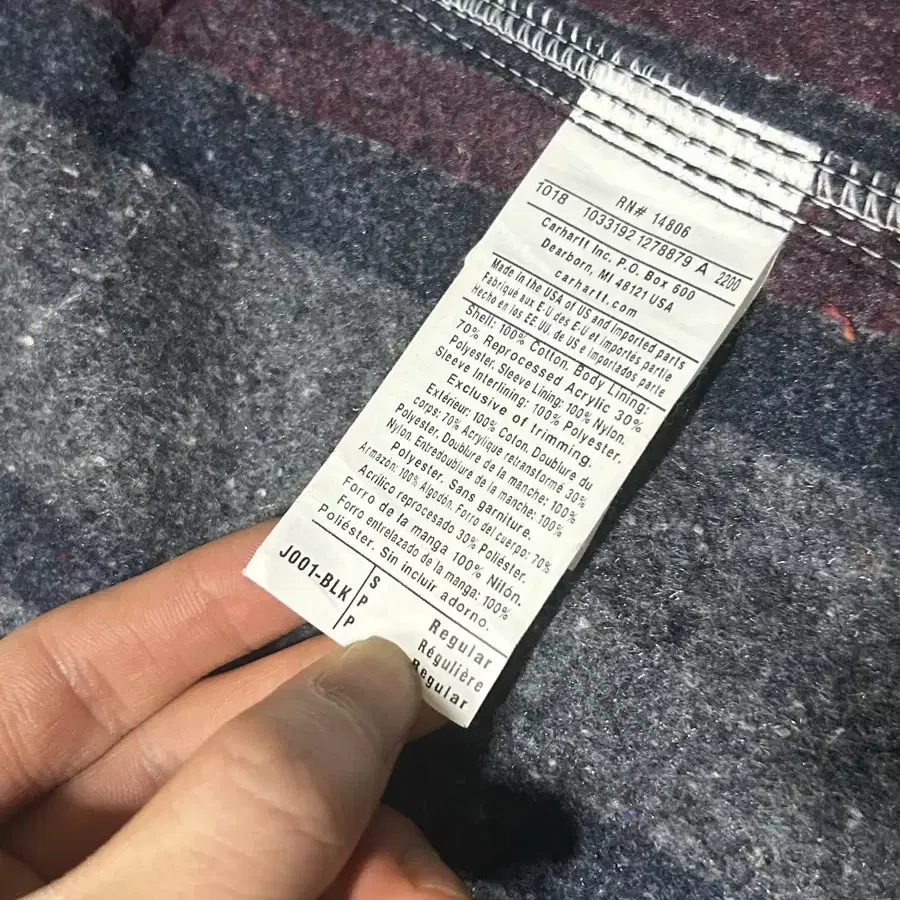 RN# 14806
1018 1033192 1278879 A 2200
Carhartt Inc. P.O. Box 600
Dearborn, MI 48121 USA
carhartt.com
Made in the USA of US and imported parts
Fabriqué aux E-U des E-U et importés partie
Hecho en los EE.UU. de US e importados parte
Shell: 100% Cotton. Body Lining:
70% Reprocessed Acrylic 30%
Polyester. Sleeve Lining: 100% Nylon.
Sleeve Interlining: 100% Polyester.
Exclusive of trimming.
Extérieur: 100% Coton. Doublure du
corps: 70% Acrylique retransformé 30%
Polyester. Doublure de la manche: 100%
Nylon. Entredoublure de la manche: 100%
Polyester. Sans garniture.
Armazón: 100% Algodón. Forro del cuerpo: 70%
Acrílico reprocesado 30% Poliéster.
Forro de la manga 100% Nilón.
Forro entrelazado de la manga: 100%
Poliéster. Sin incluir adorno.
J001-BLK S Regular
P Régulière
P Regular